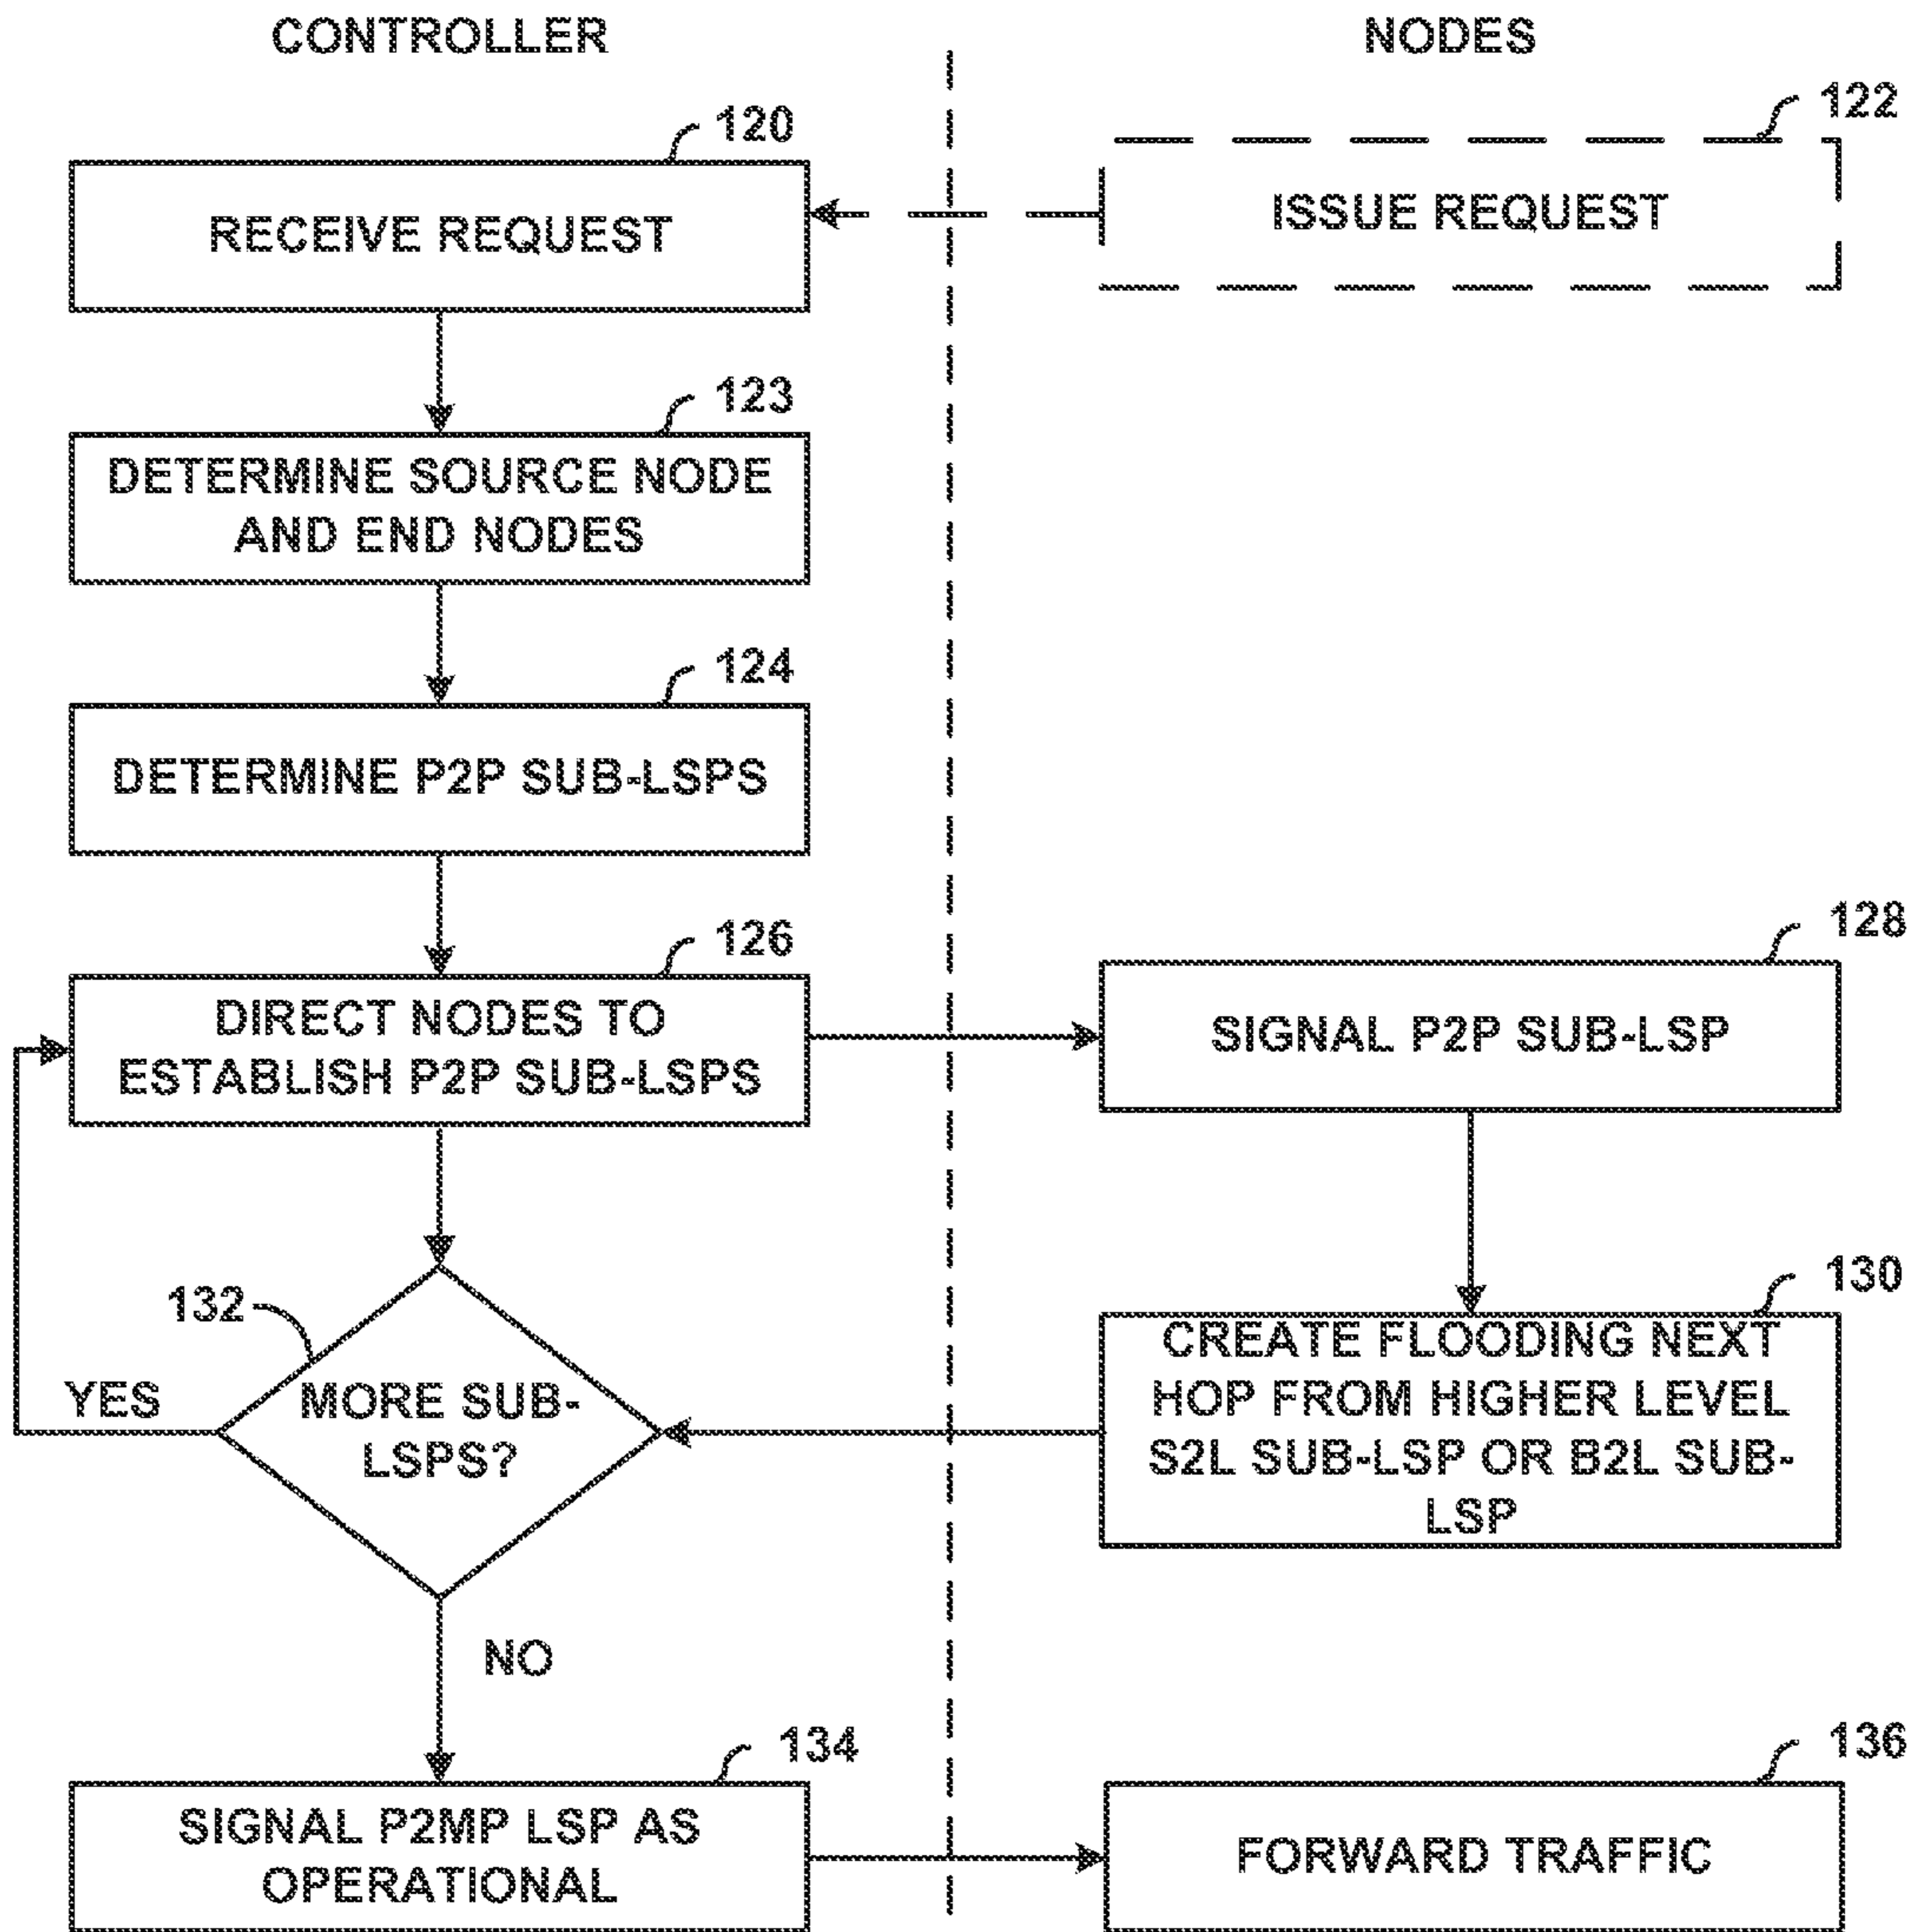 CONTROLLER
NODES
120
122
RECEIVE REQUEST
ISSUE REQUEST
123
DETERMINE SOURCE NODE
AND END NODES
124
DETERMINE P2P SUB-LSPS
126
128
DIRECT NODES TO
ESTABLISH P2P SUB-LSPS
SIGNAL P2P SUB-LSP
132
130
YES
MORE SUB-
LSPS?
CREATE FLOODING NEXT
HOP FROM HIGHER LEVEL
S2L SUB-LSP OR B2L SUB-
LSP
NO
134
136
SIGNAL P2MP LSP AS
OPERATIONAL
FORWARD TRAFFIC